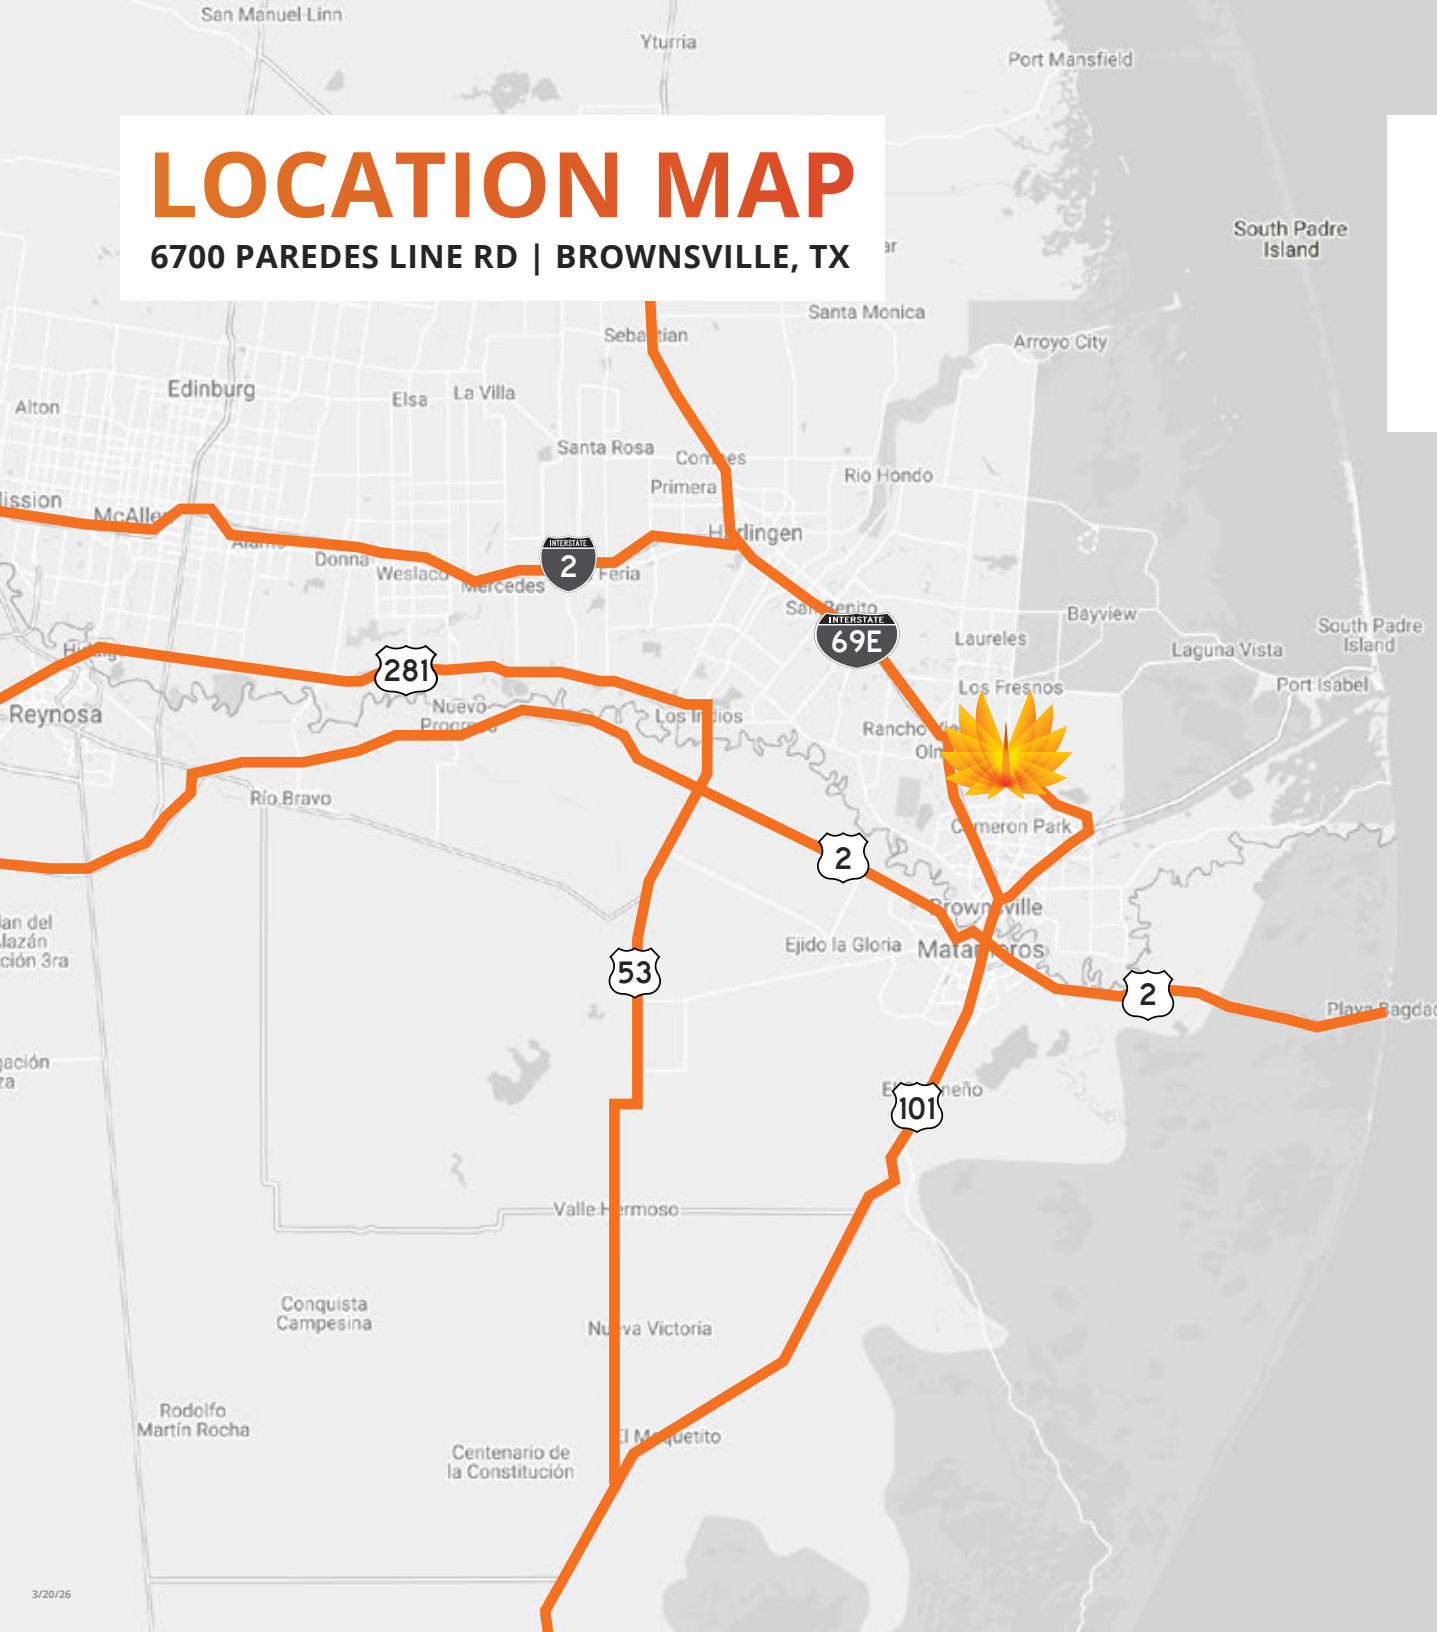 San Manuel-Linn
Yturria
Port Mansfield
LOCATION MAP
6700 PAREDES LINE RD | BROWNSVILLE, TX
South Padre
Island
Santa Monica
Arroyo City
Edinburg
Alton
Elsa
La Villa
Santa Rosa
Rio Hondo
Primera
INTERSTATE
2
Donna
Weslaco
Mercedes
Feria
INTERSTATE
69E
Bayview
Laureles
South Padre
Island
Laguna Vista
Port Isabel
Los Fresnos
281
Reynosa
Nuevo
Rio Bravo
Cameron Park
2
Brownsville
Ejido la Gloria
Matamoros
53
2
Playa Bagdad
101
Valle Hermoso
Conquista
Campesina
Nueva Victoria
Rodolfo
Martín Rocha
Centenario de
la Constitución
3/20/26